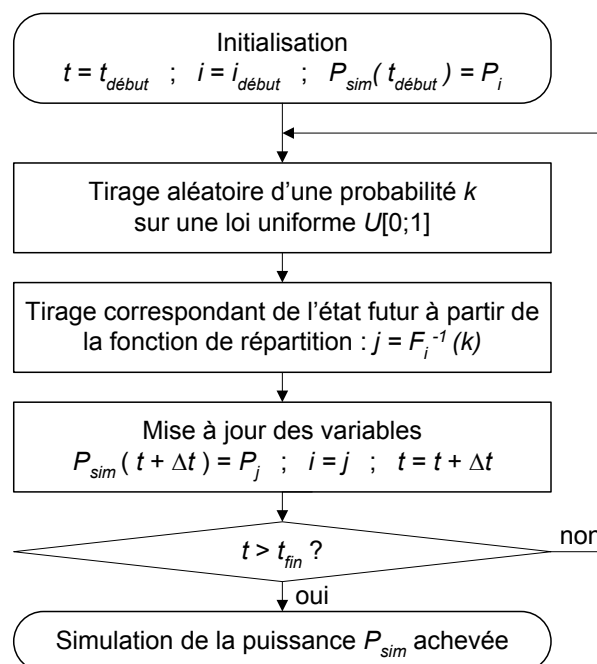 Initialisation
t = t_début ; i = i_début ; P_sim( t_début ) = P_i
Tirage aléatoire d'une probabilité k
sur une loi uniforme U[0;1]
Tirage correspondant de l'état futur à partir de
la fonction de répartition : j = F_i^-1 (k)
Mise à jour des variables
P_sim ( t + Δt ) = P_j ; i = j ; t = t + Δt
t > t_fin ?
non
oui
Simulation de la puissance P_sim achevée